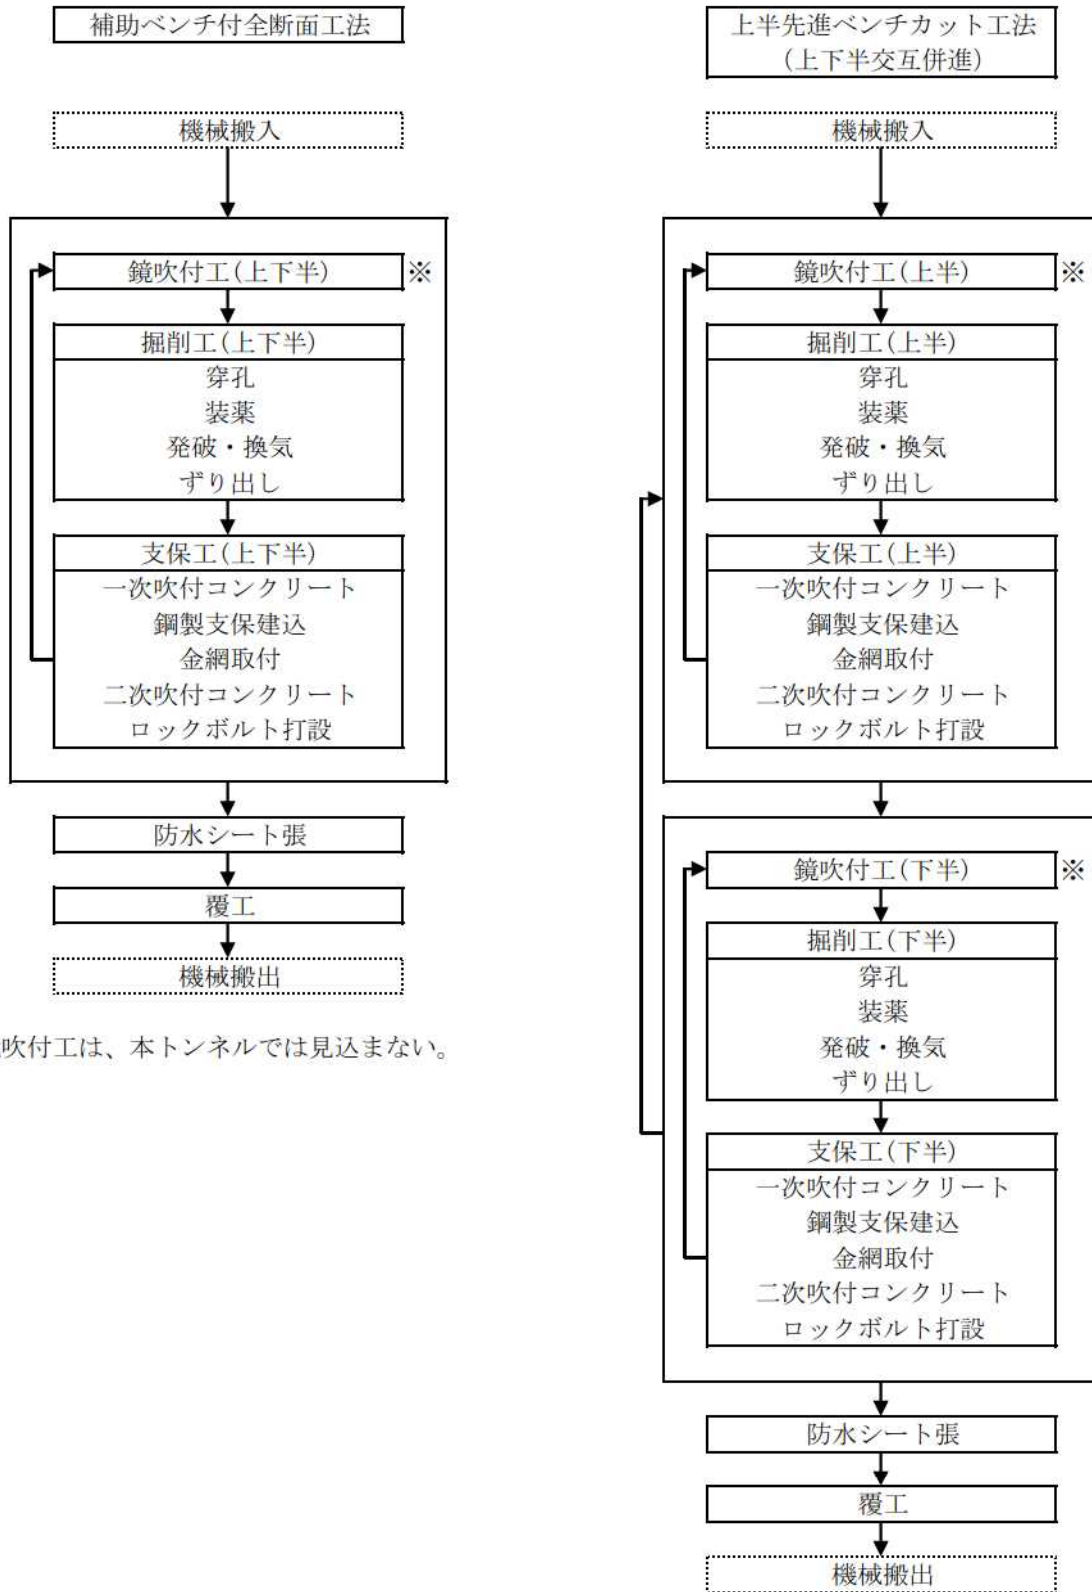 補助ベンチ付全断面工法
機械搬入
鏡吹付工(上下半) ※
掘削工(上下半)
穿孔
装薬
発破・換気
ずり出し
支保工(上下半)
一次吹付コンクリート
鋼製支保建込
金網取付
二次吹付コンクリート
ロックボルト打設
防水シート張
覆工
機械搬出
吹付工は、本トンネルでは見込まない。
上半先進ベンチカット工法
(上下半交互併進)
機械搬入
鏡吹付工(上半) ※
掘削工(上半)
穿孔
装薬
発破・換気
ずり出し
支保工(上半)
一次吹付コンクリート
鋼製支保建込
金網取付
二次吹付コンクリート
ロックボルト打設
鏡吹付工(下半) ※
掘削工(下半)
穿孔
装薬
発破・換気
ずり出し
支保工(下半)
一次吹付コンクリート
鋼製支保建込
金網取付
二次吹付コンクリート
ロックボルト打設
防水シート張
覆工
機械搬出